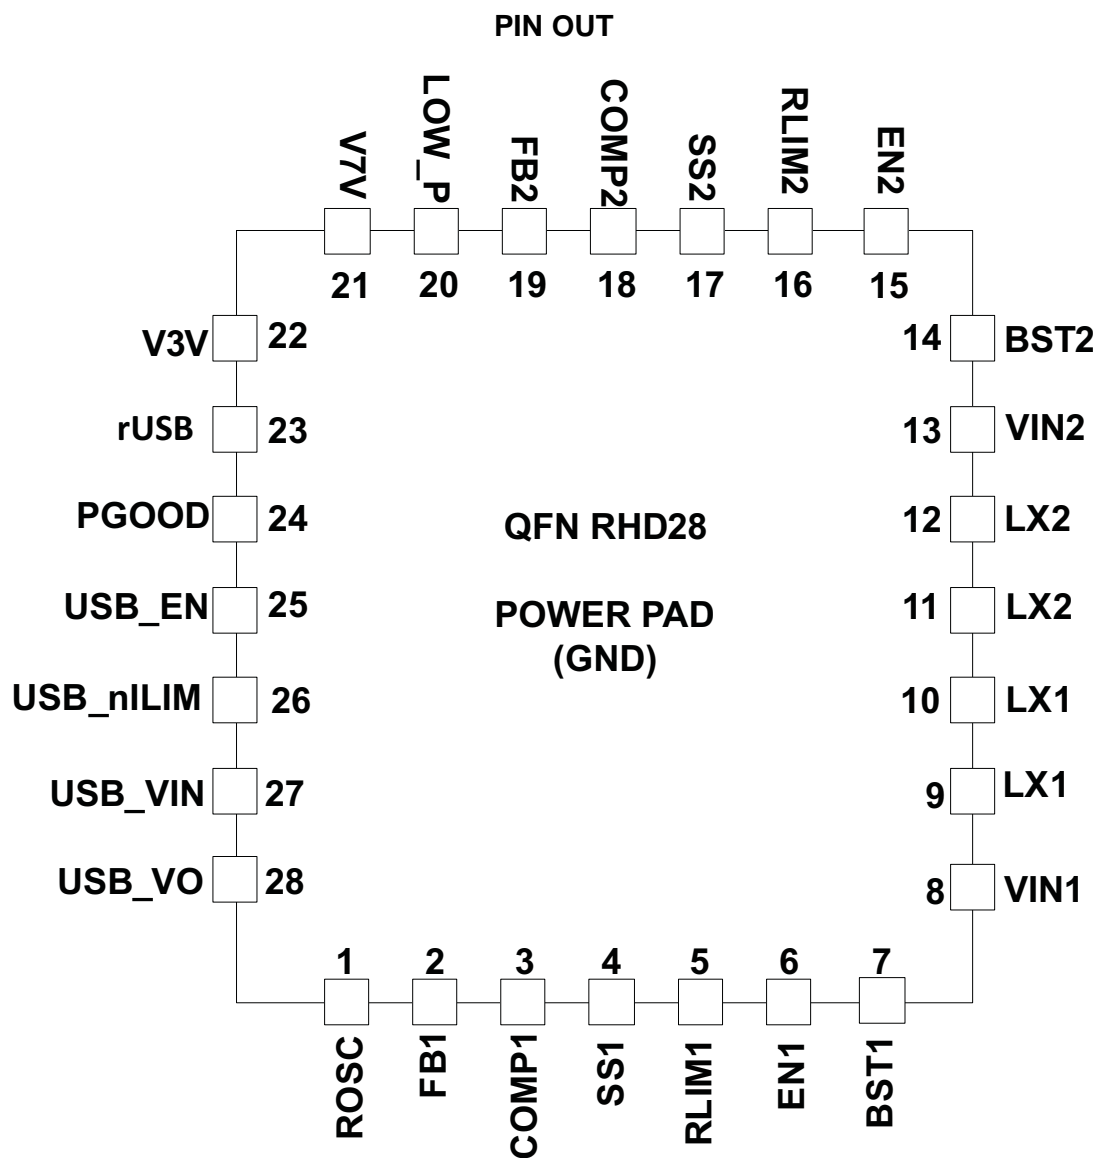 PIN OUT
V7V
LOW_P
FB2
COMP2
SS2
RLIM2
EN2
21
20
19
18
17
16
15
V3V 22
14 BST2
rUSB 23
13 VIN2
PGOOD 24
12 LX2
USB_EN 25
11 LX2
USB_nILIM 26
10 LX1
USB_VIN 27
9 LX1
USB_VO 28
8 VIN1
QFN RHD28
POWER PAD
(GND)
1
2
3
4
5
6
7
ROSC
FB1
COMP1
SS1
RLIM1
EN1
BST1